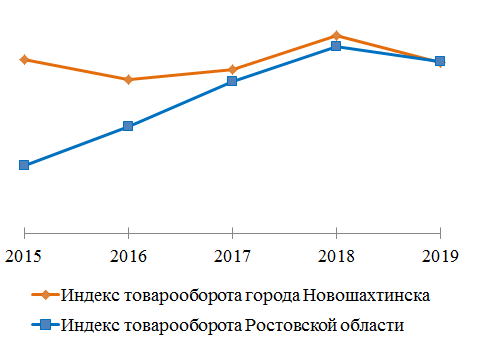 2015 2016 2017 2018 2019
Индекс товарооборота города Новошахтинска
Индекс товарооборота Ростовской области